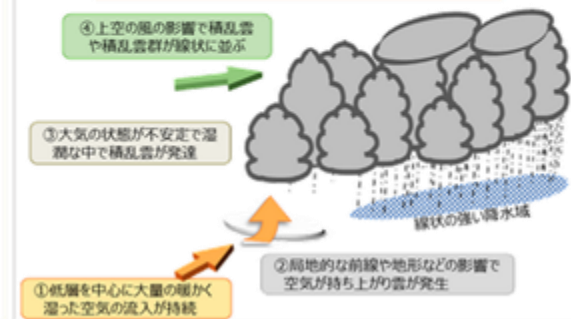 ④上空の風の影響で積乱雲
や積乱雲群が線状に並ぶ
③大気の状態が不安定で湿
潤な中で積乱雲が発達
線状の強い降水域
②局地的な前線や地形などの影響で
空気が持ち上がり雲が発生
①低層を中心に大量の暖かく
湿った空気の流入が持続